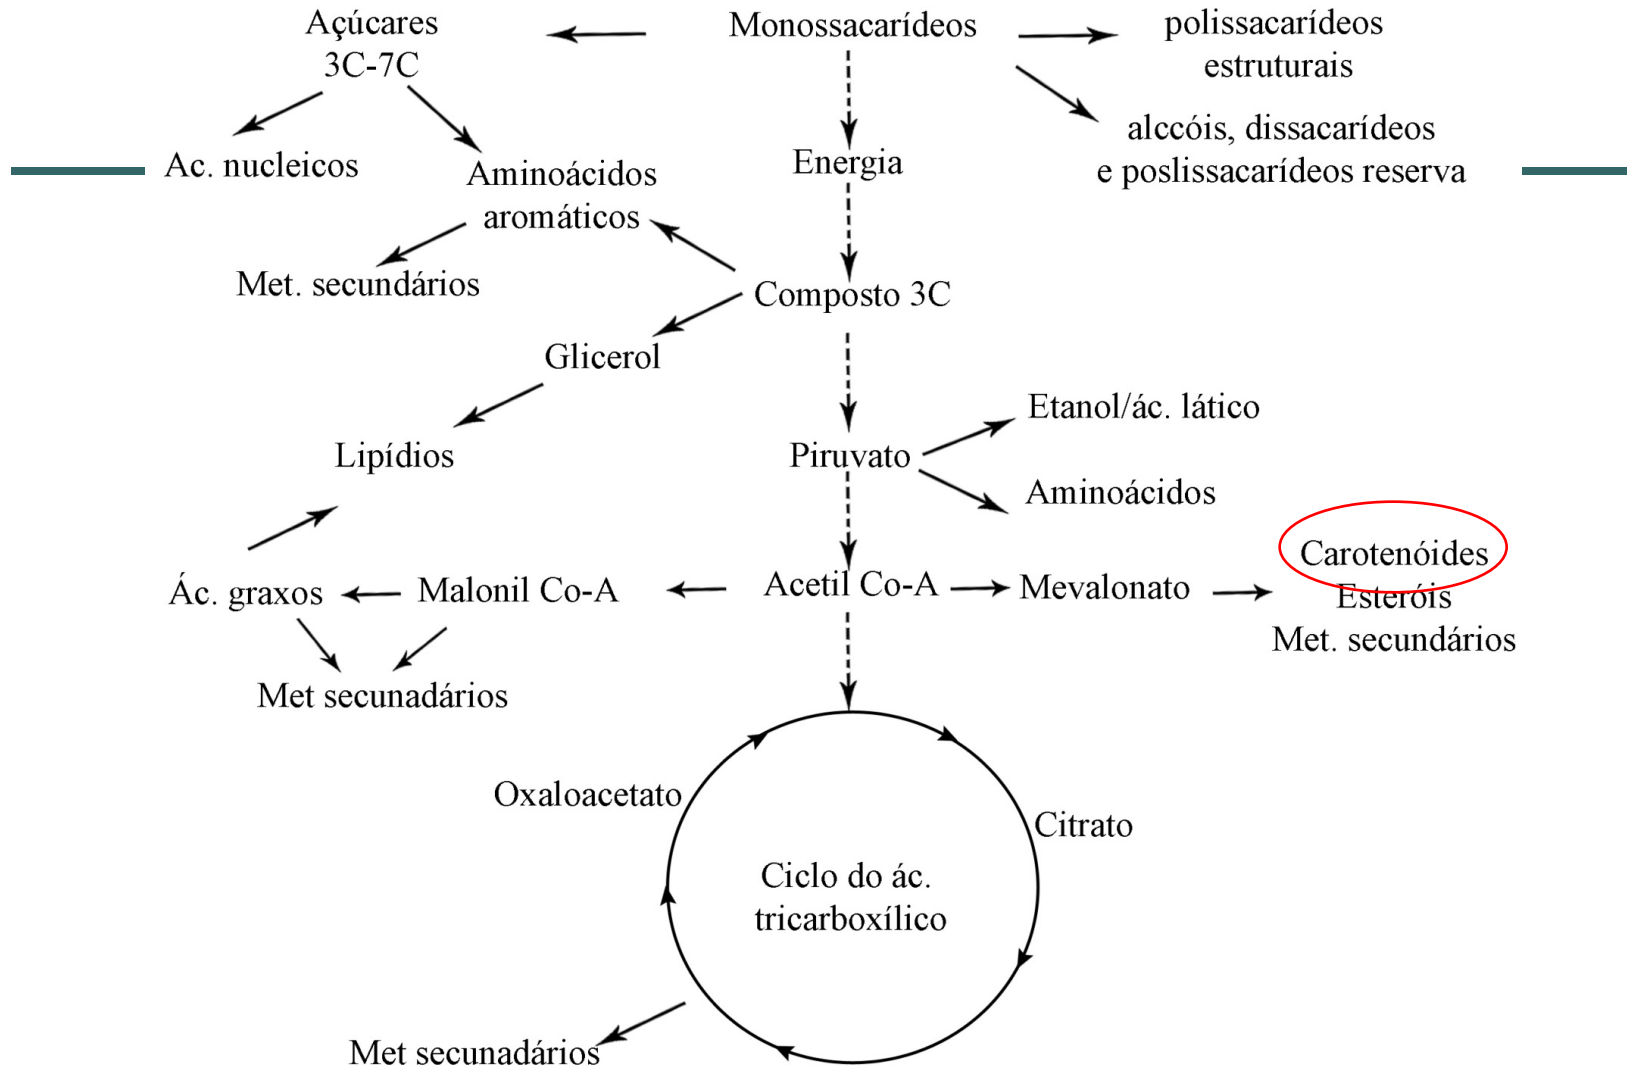 Açúcares
3C-7C
Monossacarídeos
polissacarídeos
estruturais
alccóis, dissacarídeos
e poslissacarídeos reserva
Ac. nucleicos
Aminoácidos
aromáticos
Energia
Met. secundários
Composto 3C
Glicerol
Lipídios
Piruvato
Etanol/ác. lático
Aminoácidos
Ác. graxos
Malonil Co-A
Acetil Co-A
Mevalonato
Carotenóides
Esteróis
Met. secundários
Met secunadários
Oxaloacetato
Citrato
Ciclo do ác.
tricarboxílico
Met secunadários